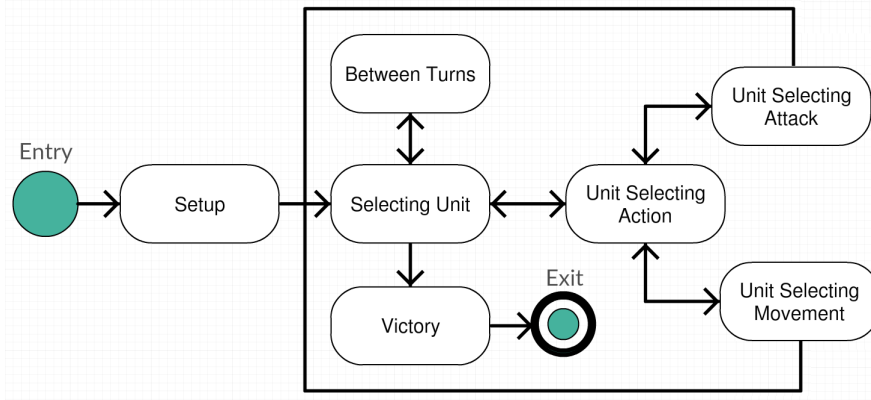 Entry
Setup
Between Turns
Selecting Unit
Victory
Exit
Unit Selecting
Action
Unit Selecting
Attack
Unit Selecting
Movement